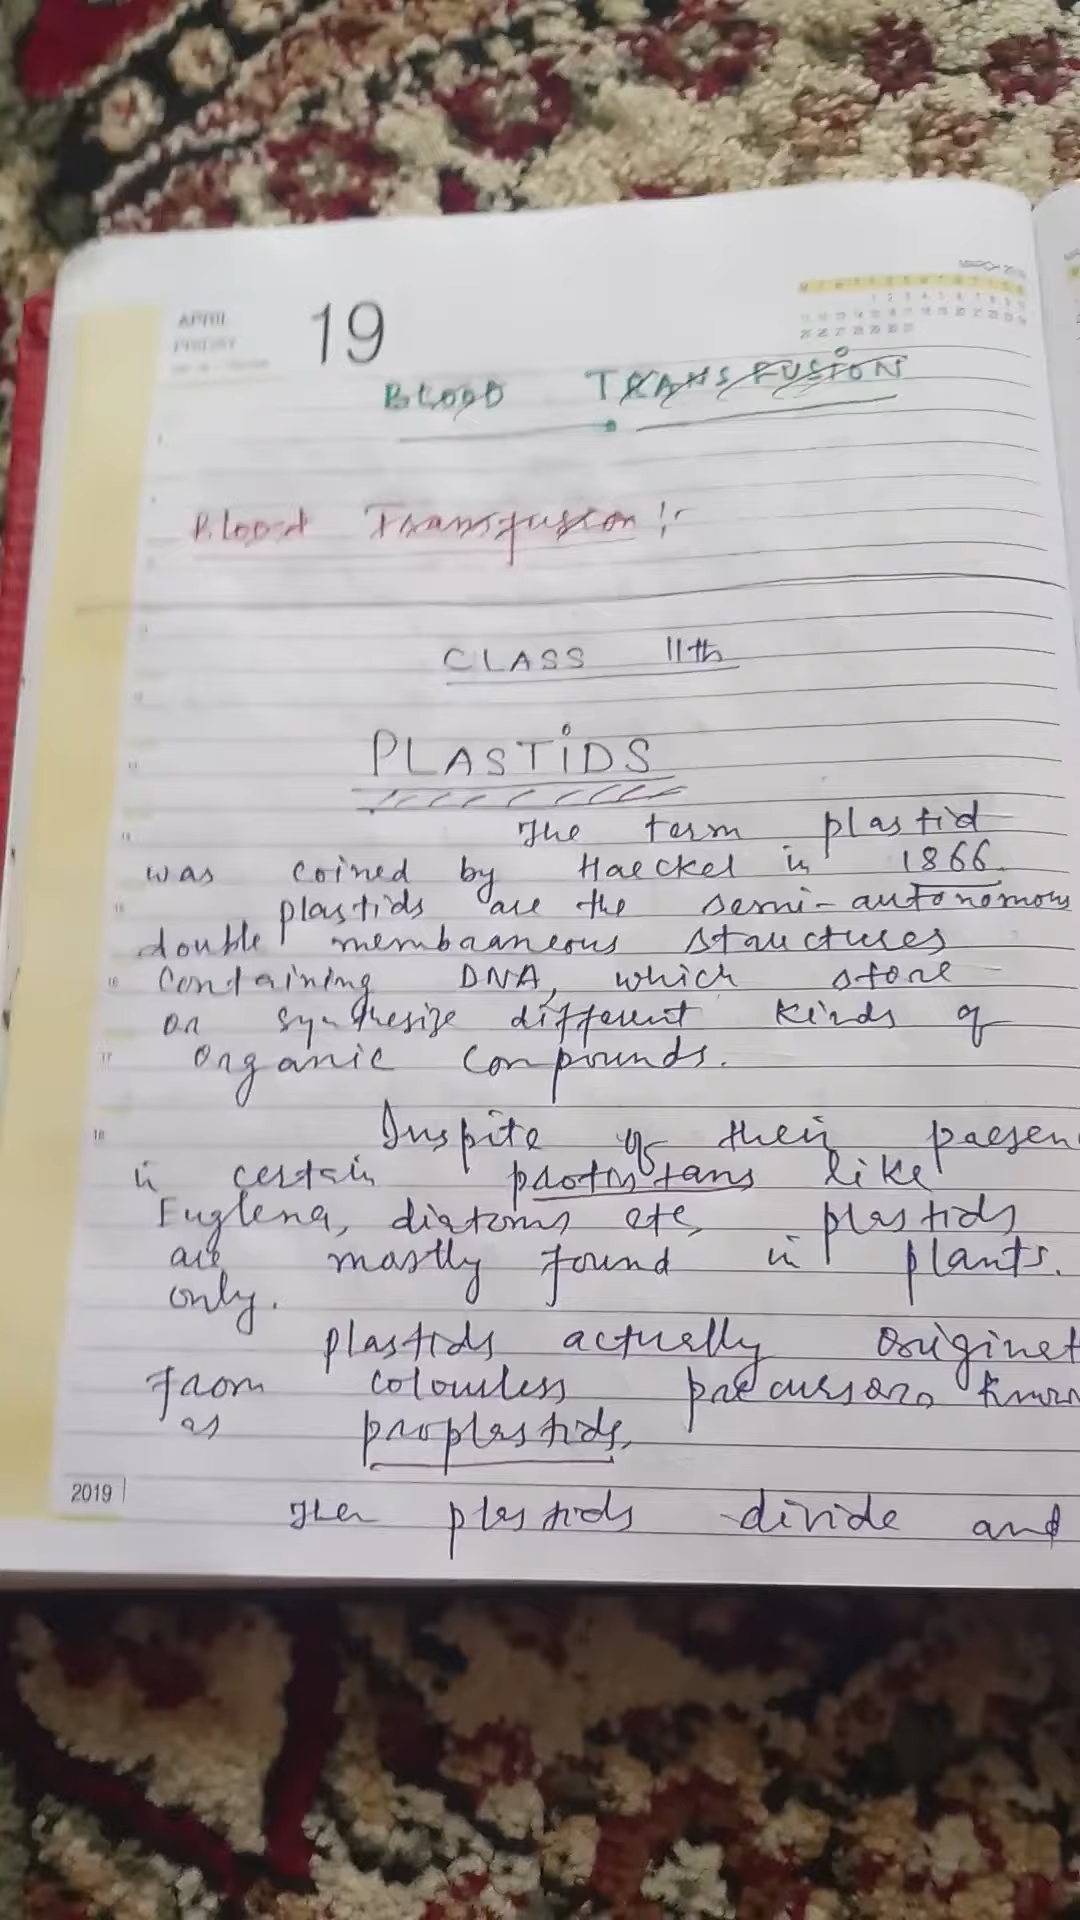 APRIL
FRIDAY
19
MARCH 2019
BLOOD TRANSFUSION
Blood Transfusion :-
CLASS 11th
PLASTiDS
The term plastid
was coined by Haeckel in 1866.
plastids are the semi-autonomous
double membraneous structures
Containing DNA, which store
or synthesize different kinds of
organic compounds.
Inspite of their presen
in certain protistans like
Euglena, diatoms etc, plastids
are mostly found in plants.
only.
plastids actually originat
from colourless precursors known
as proplastids.
The plastids divide and
2019